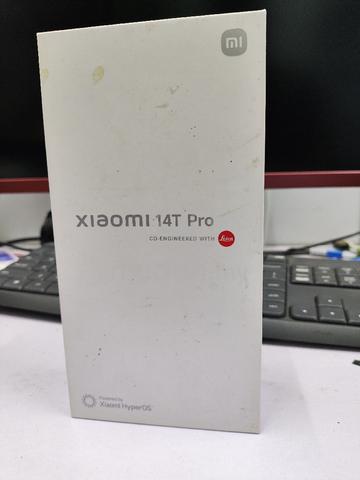 mi
xiaomi 14T Pro
CO-ENGINEERED WITH Leica
Powered by
Xiaomi HyperOS